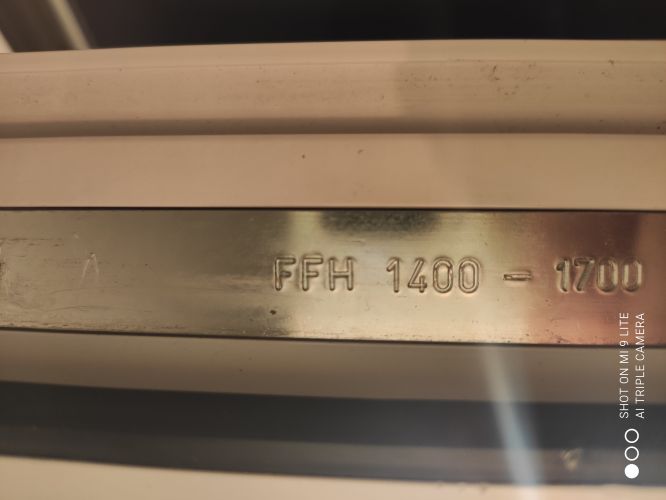 FFH 1400 - 1700
SHOT ON MI 9 LITE
AI TRIPLE CAMERA